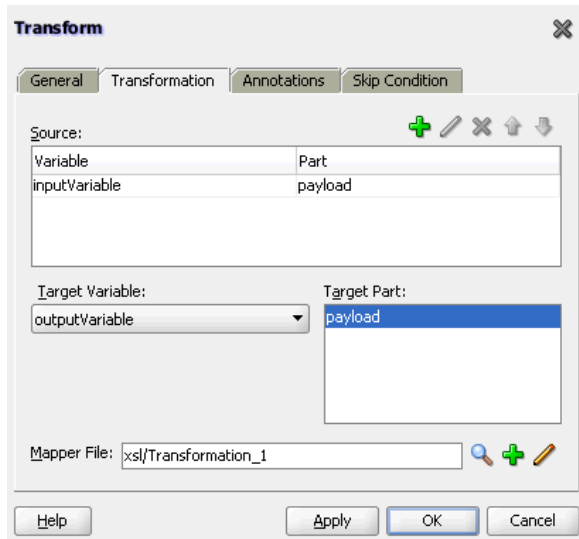 Transform
General Transformation Annotations Skip Condition
Source:
Variable Part
inputVariable payload
Target Variable: Target Part:
outputVariable payload
Mapper File: xsl/Transformation_1
Help Apply OK Cancel